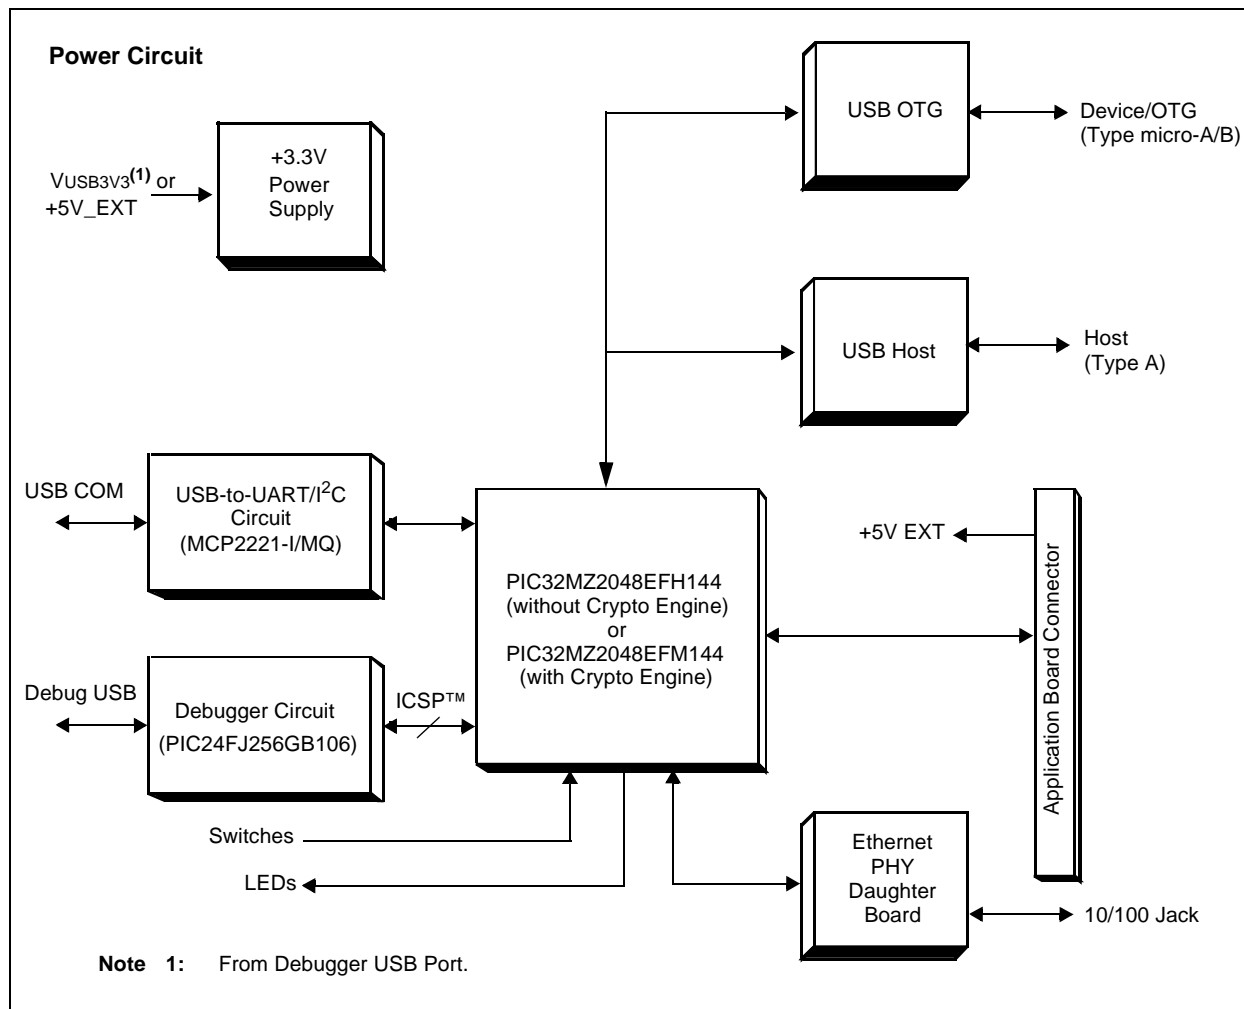 Power Circuit
VUSB3V3(1) or
+5V_EXT
+3.3V
Power
Supply
USB OTG
Device/OTG
(Type micro-A/B)
USB Host
Host
(Type A)
USB COM
USB-to-UART/I2C
Circuit
(MCP2221-I/MQ)
PIC32MZ2048EFH144
(without Crypto Engine)
or
PIC32MZ2048EFM144
(with Crypto Engine)
+5V EXT
Application Board Connector
Debug USB
Debugger Circuit
(PIC24FJ256GB106)
ICSP™
Switches
LEDs
Ethernet
PHY
Daughter
Board
10/100 Jack
Note 1: From Debugger USB Port.